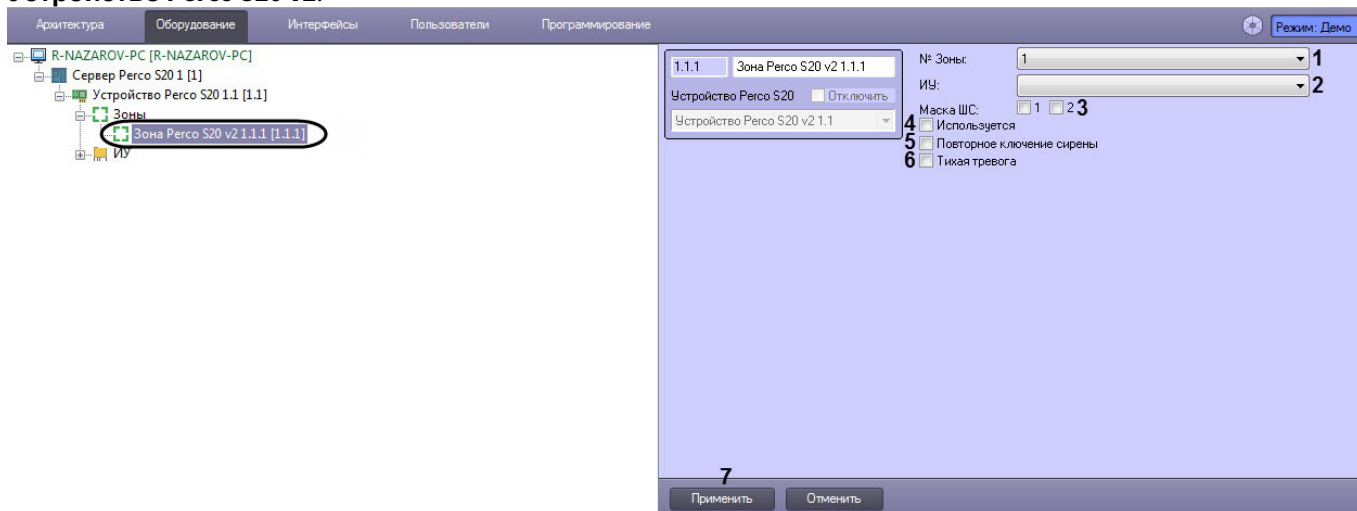 Архитектура Оборудование Интерфейсы Пользователи Программирование Режим: Демо
R-NAZAROV-PC [R-NAZAROV-PC]
Сервер Perco S20 1 [1]
Устройство Perco S20 1.1 [1.1]
Зоны
Зона Perco S20 v2 1.1.1 [1.1.1]
ИУ
1.1.1 Зона Perco S20 v2 1.1.1
Устройство Perco S20 Отключить
Устройство Perco S20 v2 1.1
№ Зоны: 1 1
ИУ: 2
Маска ШС: 1 2 3
4 Используется
5 Повторное ключение сирены
6 Тихая тревога
7
Применить Отменить